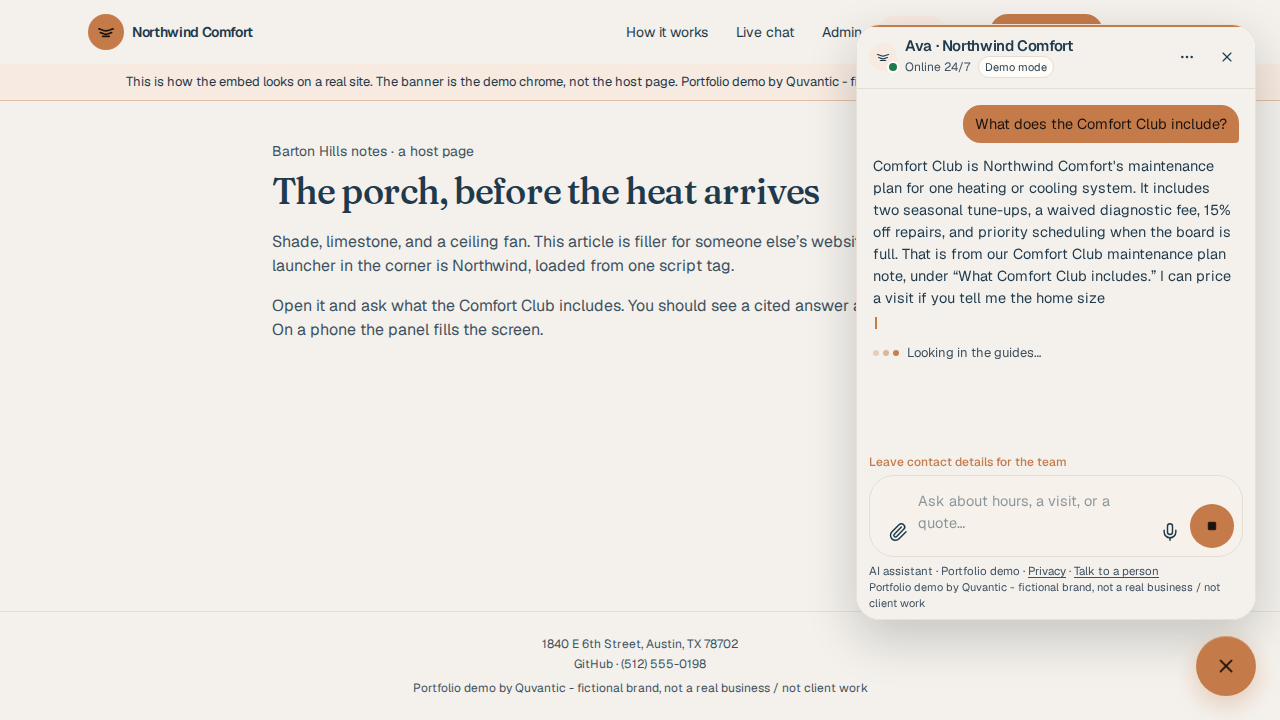 Northwind Comfort
How it works
Live chat
Admin
This is how the embed looks on a real site. The banner is the demo chrome, not the host page. Portfolio demo by Quvantic -
Barton Hills notes · a host page
The porch, before the heat arrives
Shade, limestone, and a ceiling fan. This article is filler for someone else’s
launcher in the corner is Northwind, loaded from one script tag.
Open it and ask what the Comfort Club includes. You should see a cited answer
On a phone the panel fills the screen.
1840 E 6th Street, Austin, TX 78702
GitHub · (512) 555-0198
Portfolio demo by Quvantic - fictional brand, not a real business / not client work
Ava · Northwind Comfort
Online 24/7 Demo mode
What does the Comfort Club include?
Comfort Club is Northwind Comfort's maintenance
plan for one heating or cooling system. It includes
two seasonal tune-ups, a waived diagnostic fee, 15%
off repairs, and priority scheduling when the board is
full. That is from our Comfort Club maintenance plan
note, under “What Comfort Club includes.” I can price
a visit if you tell me the home size
Looking in the guides…
Leave contact details for the team
Ask about hours, a visit, or a
quote…
AI assistant · Portfolio demo · Privacy · Talk to a person
Portfolio demo by Quvantic - fictional brand, not a real business / not
client work